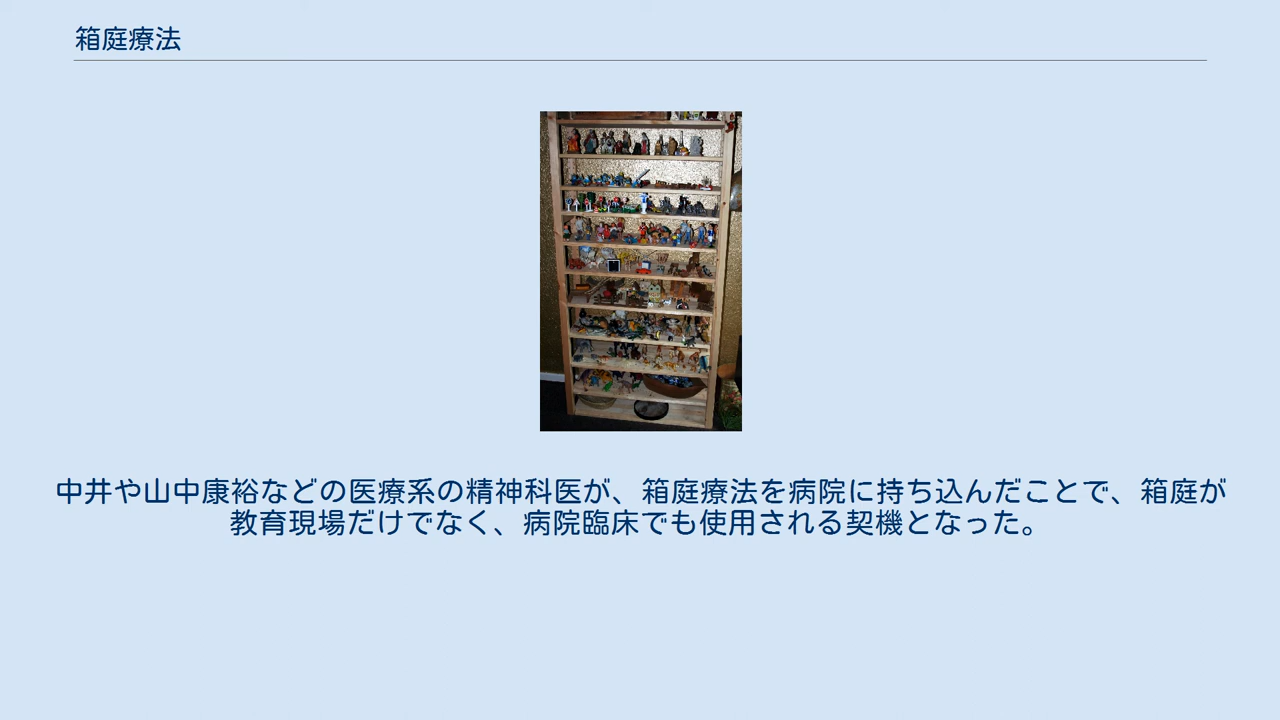 箱庭療法
中井や山中康裕などの医療系の精神科医が、箱庭療法を病院に持ち込んだことで、箱庭が
教育現場だけでなく、病院臨床でも使用される契機となった。